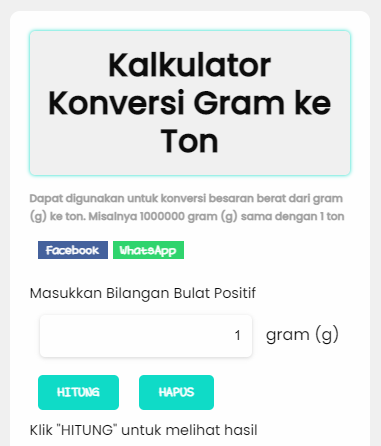 Kalkulator
Konversi Gram ke
Ton
Dapat digunakan untuk konversi besaran berat dari gram
(g) ke ton. Misalnya 1000000 gram (g) sama dengan 1 ton
Facebook WhatsApp
Masukkan Bilangan Bulat Positif
1 gram (g)
HITUNG HAPUS
Klik "HITUNG" untuk melihat hasil